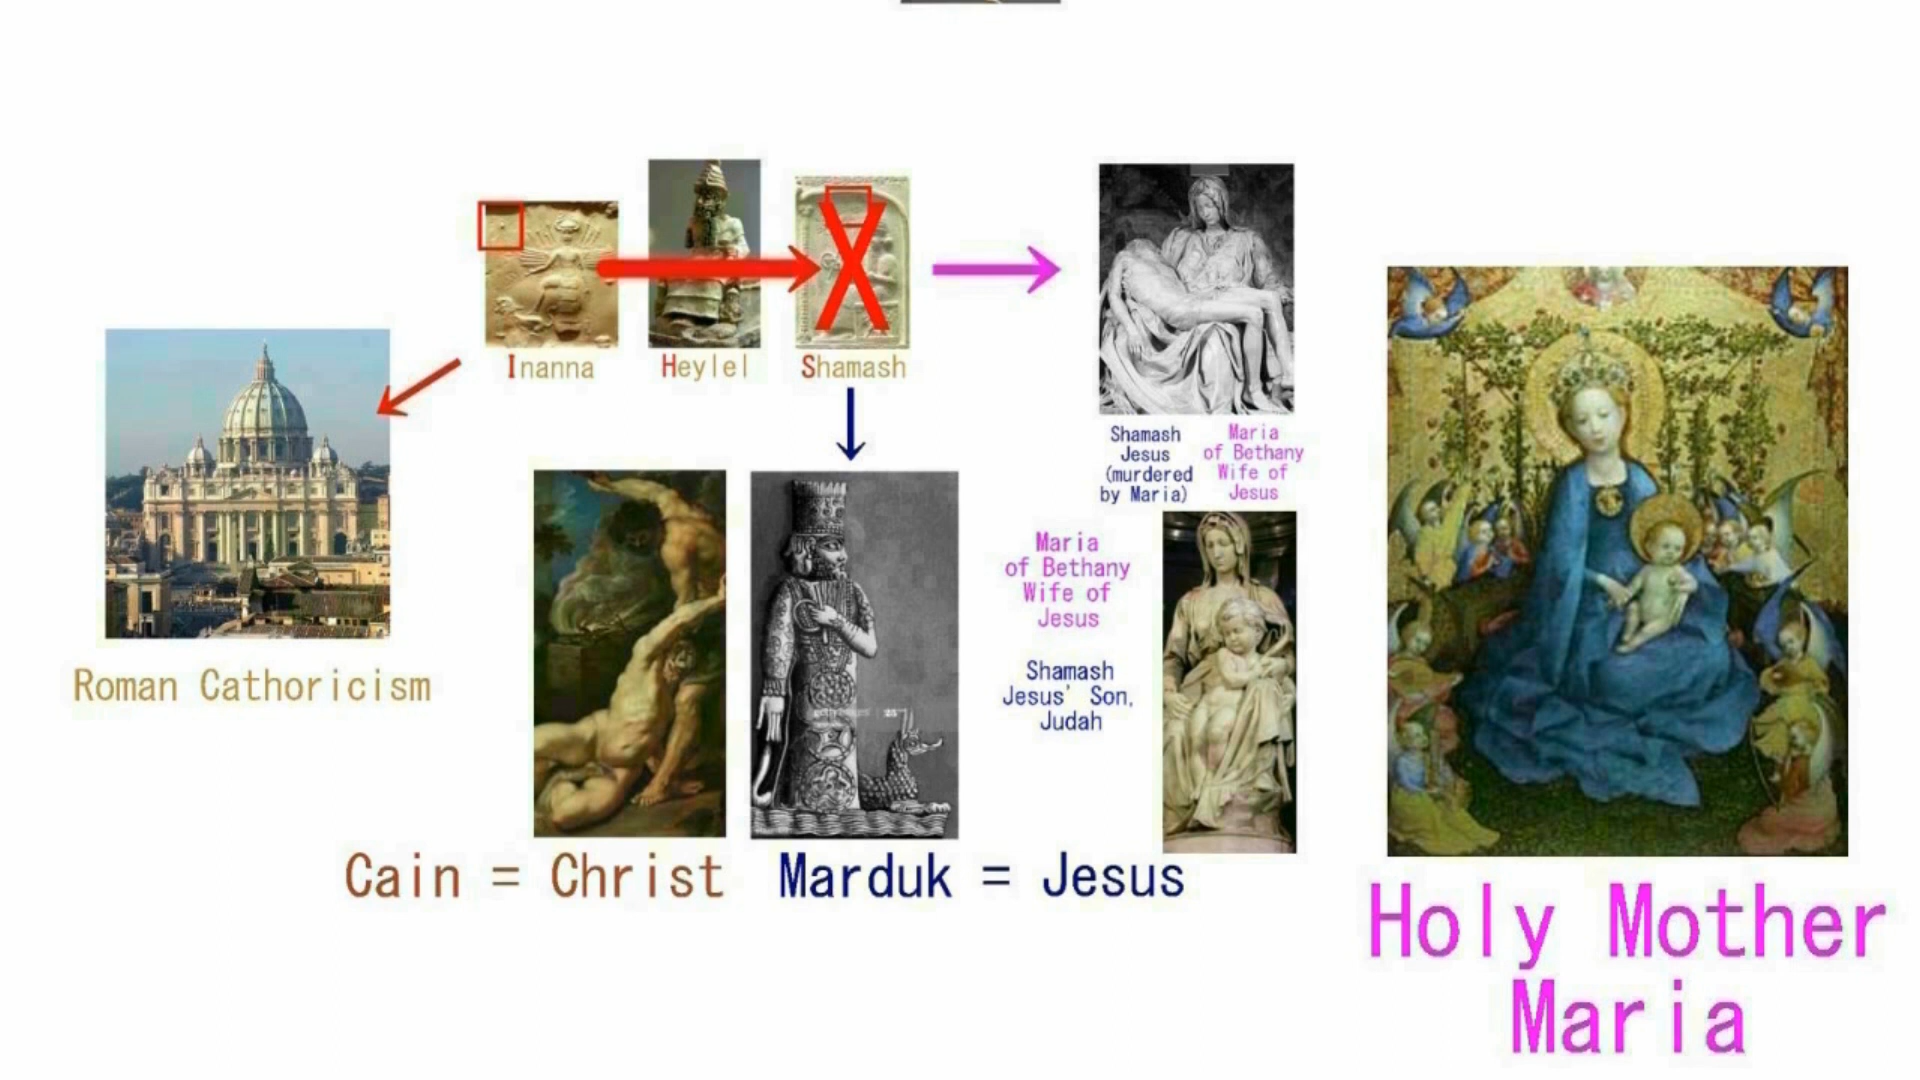 Inanna
Heylel
Shamash
Roman Cathoricism
Shamash
Jesus
(murdered
by Maria)
Maria
of Bethany
Wife of
Jesus
Maria
of Bethany
Wife of
Jesus
Shamash
Jesus' Son,
Judah
Cain = Christ
Marduk = Jesus
Holy Mother
Maria